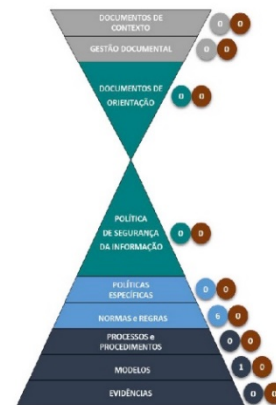 DOCUMENTOS DE
CONTEXTO
0 0
GESTÃO DOCUMENTAL
0 0
DOCUMENTOS DE
ORIENTAÇÃO
0 0
POLÍTICA
DE SEGURANÇA
DA INFORMAÇÃO
0 0
POLÍTICAS
ESPECÍFICAS
0 0
NORMAS e REGRAS
6 0
PROCESSOS e
PROCEDIMENTOS
0 0
MODELOS
1 0
EVIDÊNCIAS
0 0